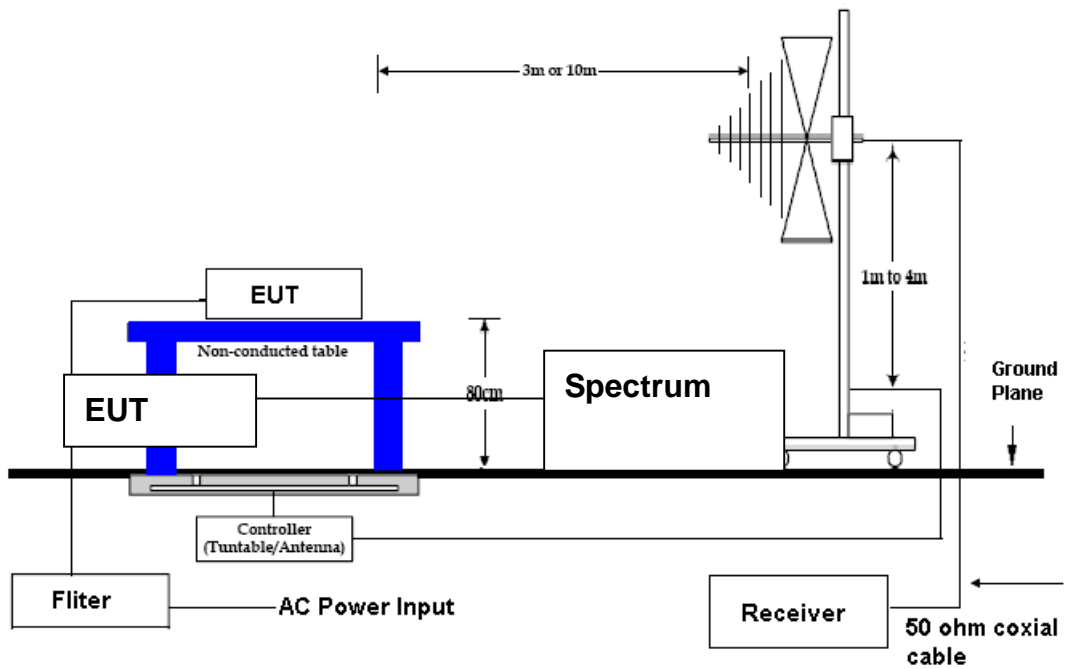 3m or 10m
1m to 4m
EUT
Non-conducted table
80cm
EUT
Spectrum
Ground
Plane
Controller
(Tuntable/Antenna)
Fliter
AC Power Input
Receiver
50 ohm coxial
cable